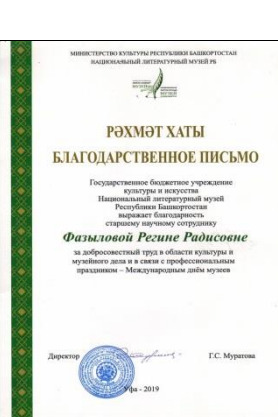 МИНИСТЕРСТВО КУЛЬТУРЫ РЕСПУБЛИКИ БАШКОРТОСТАН
НАЦИОНАЛЬНЫЙ ЛИТЕРАТУРНЫЙ МУЗЕЙ РБ
РӘХМӘТ ХАТЫ
БЛАГОДАРСТВЕННОЕ ПИСЬМО
Государственное бюджетное учреждение
культуры и искусства
Национальный литературный музей
Республики Башкортостан
выражает благодарность
старшему научному сотруднику
Фазыловой Регине Радисовне
за добросовестный труд в области культуры и
музейного дела и в связи с профессиональным
праздником – Международным днём музеев
Директор
Г.С. Муратова
Уфа - 2019